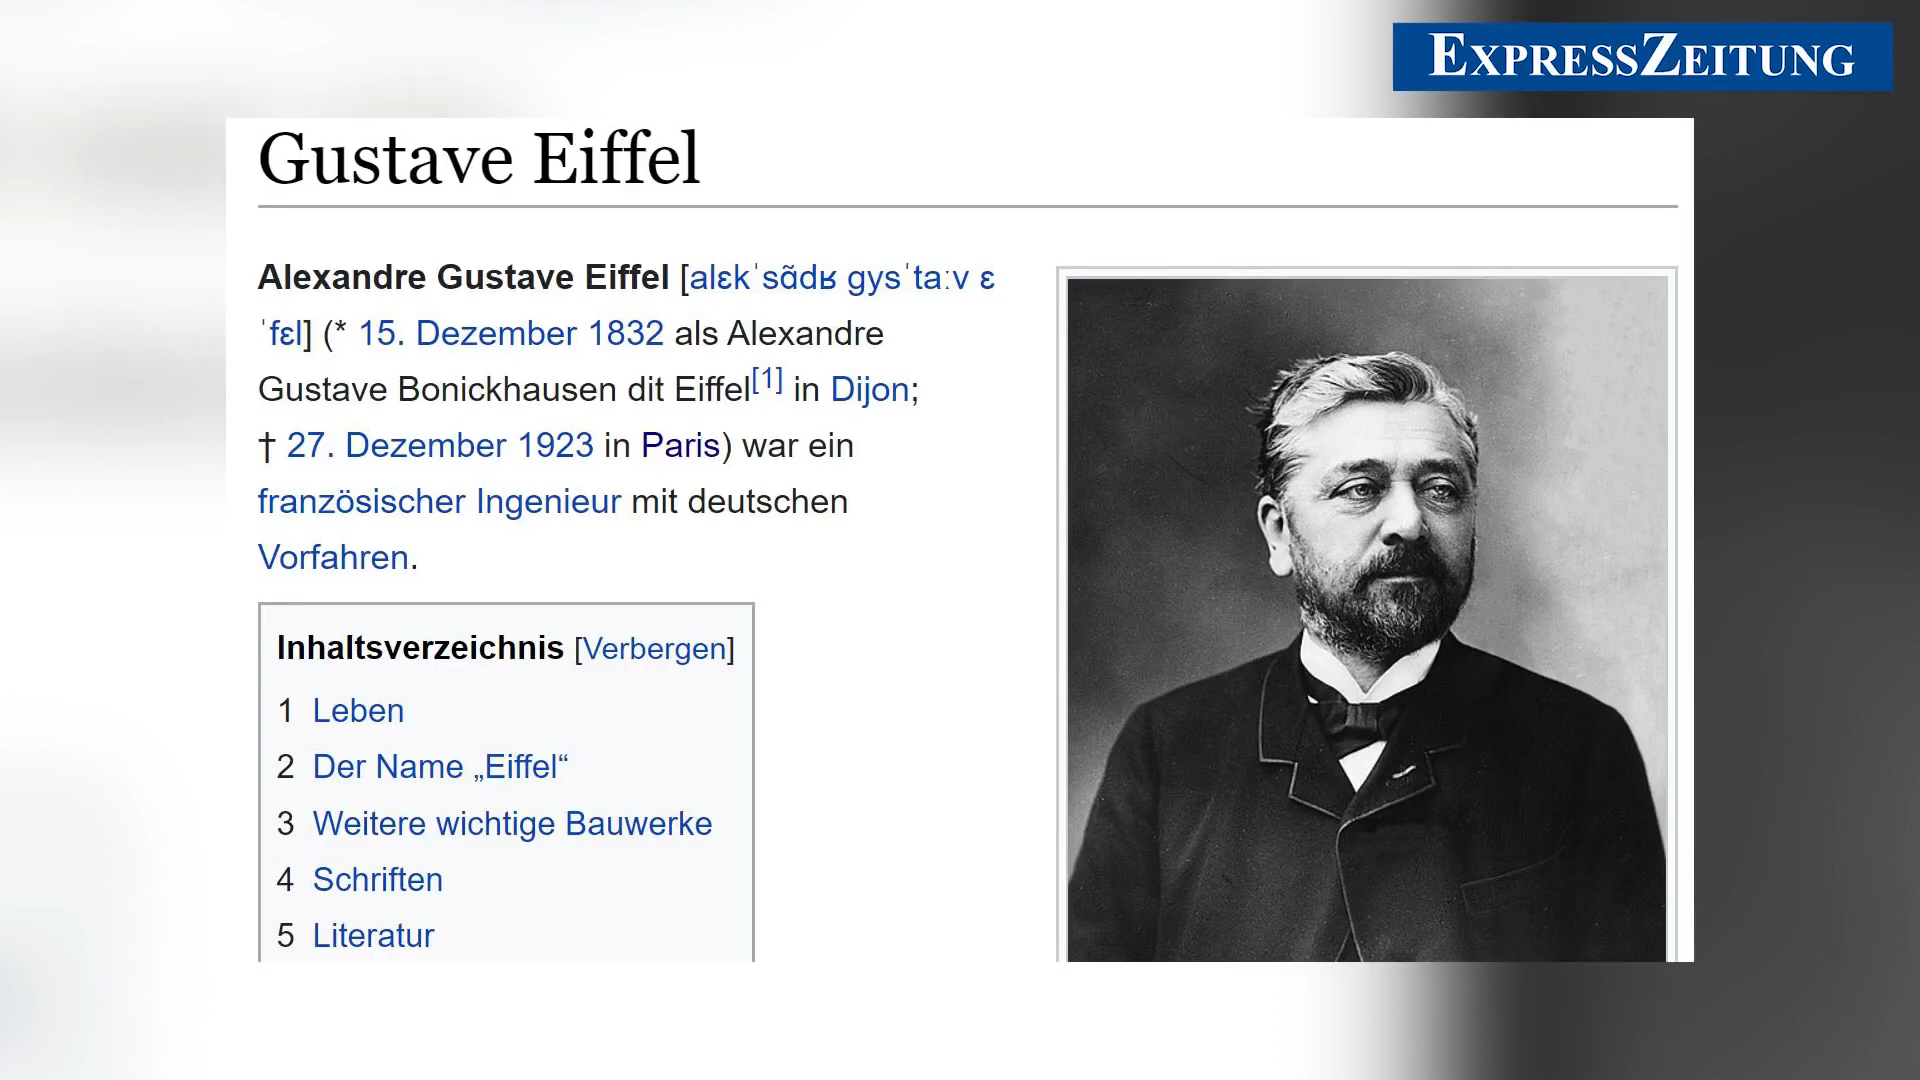 EXPRESSZEITUNG
Gustave Eiffel
Alexandre Gustave Eiffel [alɛkˈsɑ̃dʁ gysˈtaːv ɛ
ˈfɛl] (* 15. Dezember 1832 als Alexandre
Gustave Bonickhausen dit Eiffel[1] in Dijon;
† 27. Dezember 1923 in Paris) war ein
französischer Ingenieur mit deutschen
Vorfahren.
Inhaltsverzeichnis [Verbergen]
1 Leben
2 Der Name „Eiffel“
3 Weitere wichtige Bauwerke
4 Schriften
5 Literatur